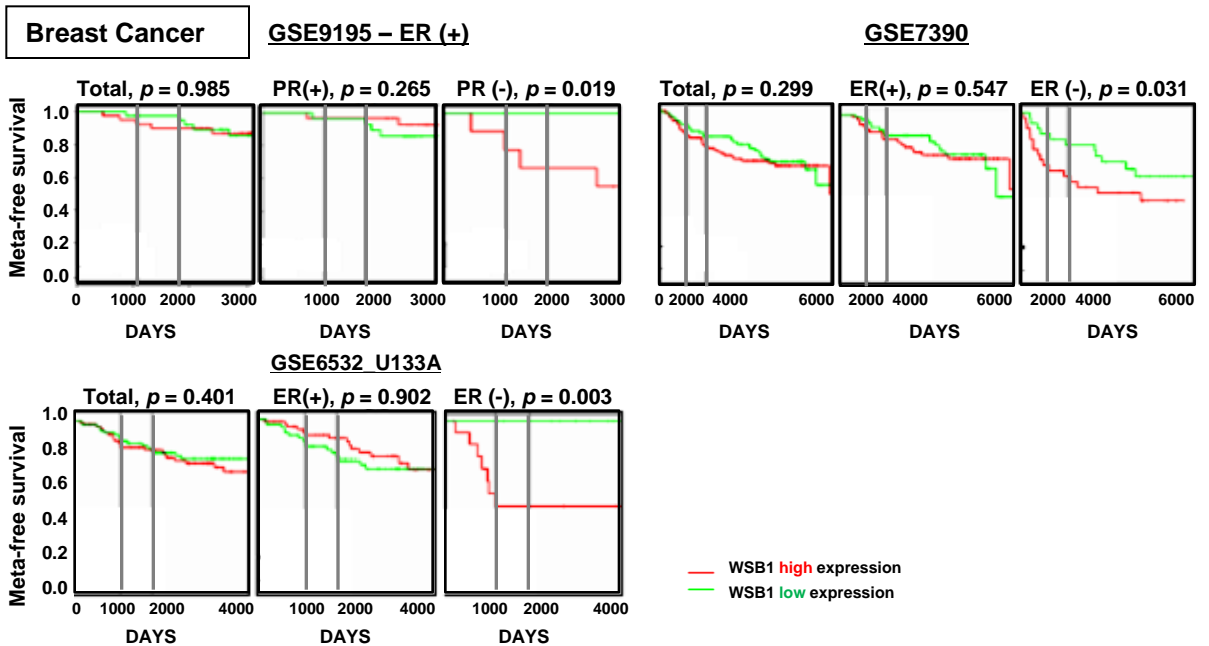 Breast Cancer
GSE9195 – ER (+)
GSE7390
Total, p = 0.985
PR(+), p = 0.265
PR (-), p = 0.019
Total, p = 0.299
ER(+), p = 0.547
ER (-), p = 0.031
Meta-free survival
1.0
0.8
0.6
0.4
0.2
0.0
0 1000 2000 3000
1000 2000 3000
1000 2000 3000
0 2000 4000 6000
2000 4000 6000
2000 4000 6000
DAYS
DAYS
DAYS
DAYS
DAYS
DAYS
GSE6532_U133A
Total, p = 0.401
ER(+), p = 0.902
ER (-), p = 0.003
Meta-free survival
1.0
0.8
0.6
0.4
0.2
0.0
0 1000 2000 4000
1000 2000 4000
1000 2000 4000
DAYS
DAYS
DAYS
WSB1 high expression
WSB1 low expression